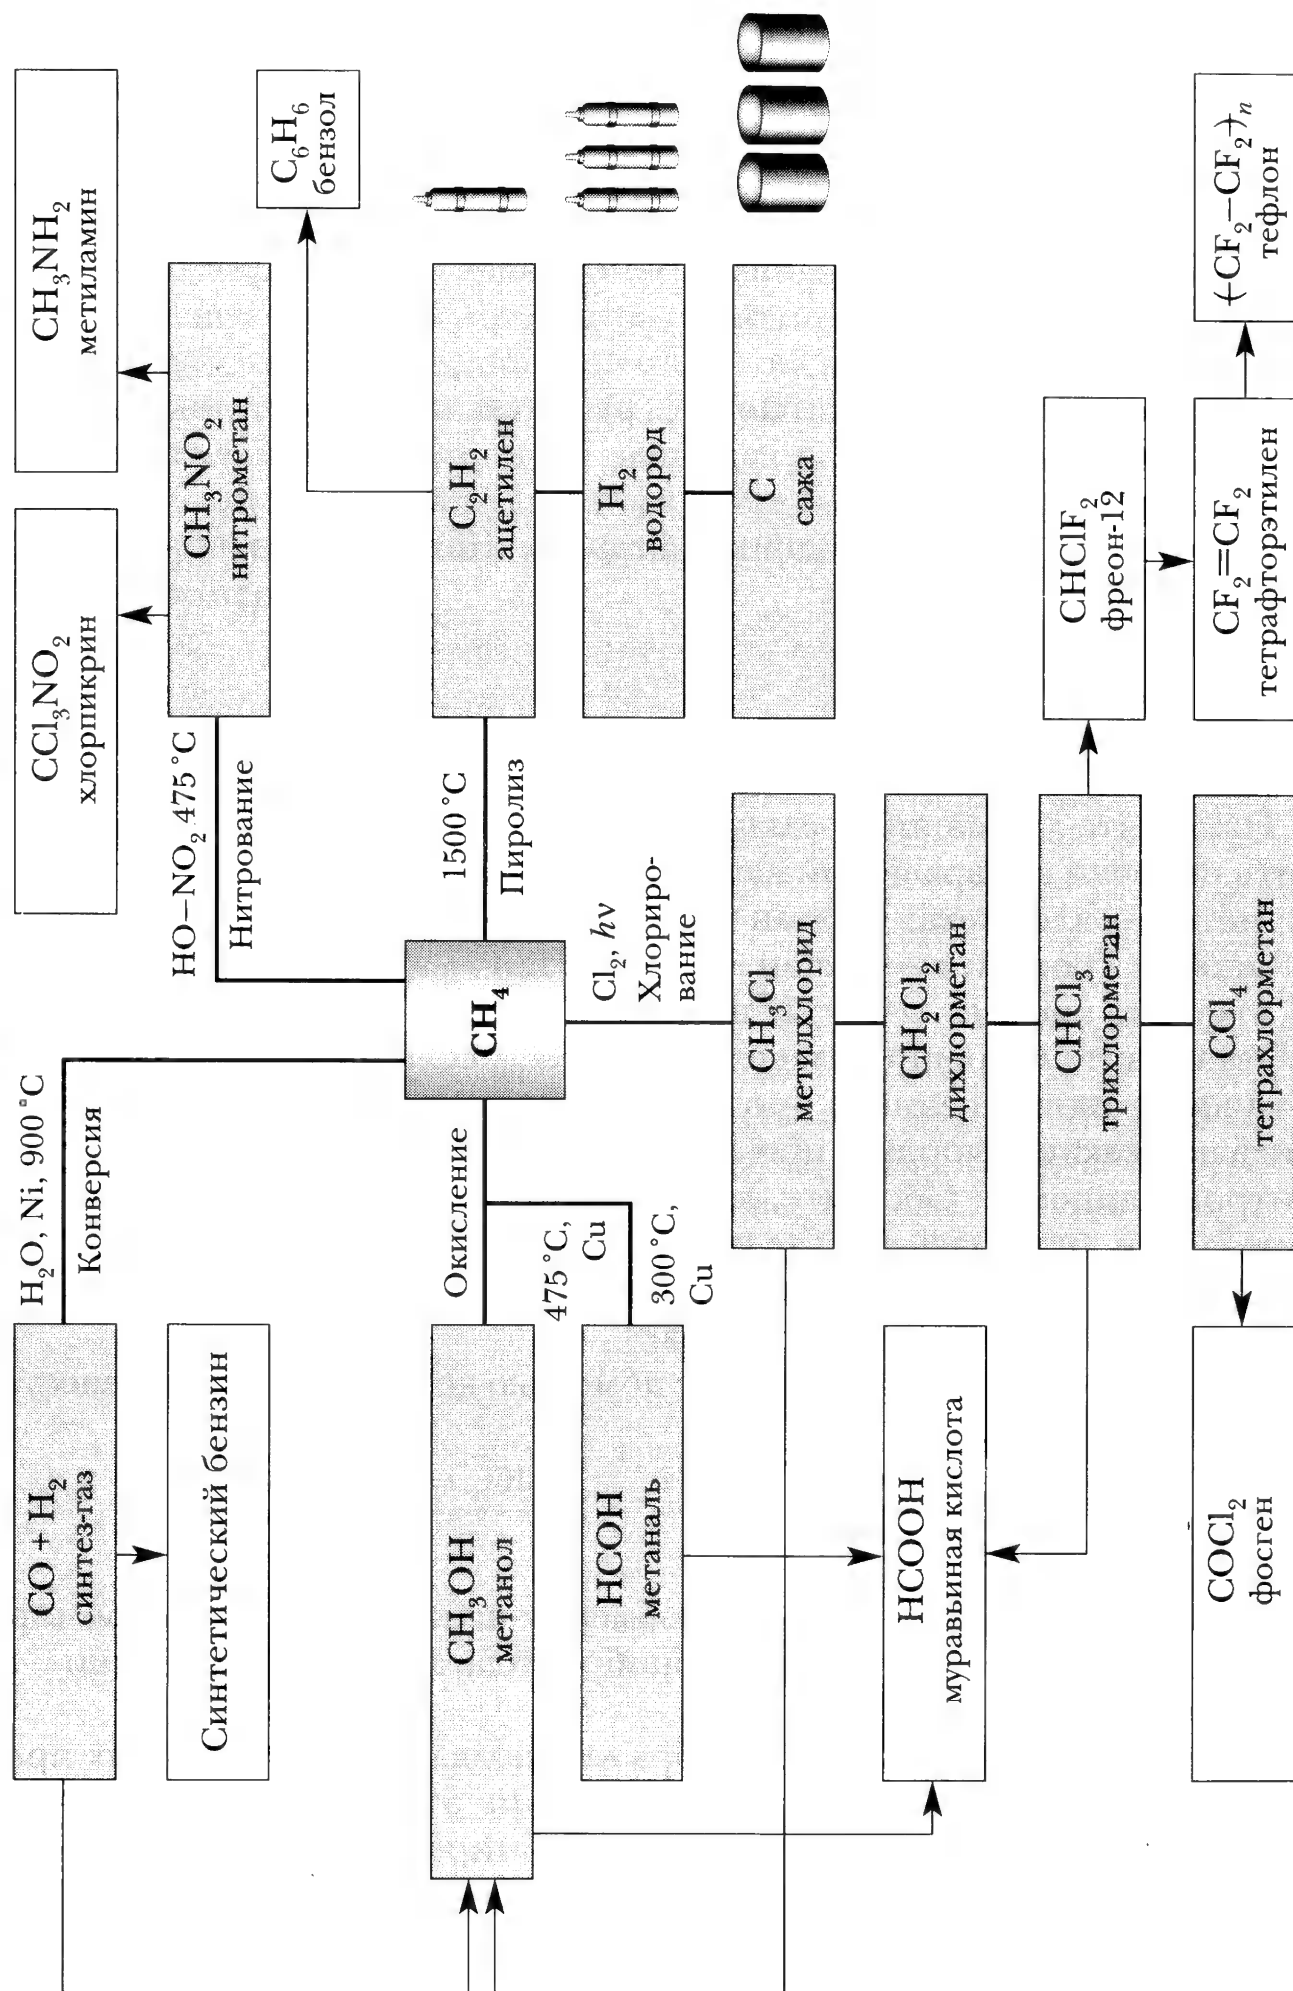 CO + H₂
синтез-газ
H₂O, Ni, 900 °C
Конверсия
Синтетический бензин
HO–NO₂ 475 °C
Нитрование
CCl₃NO₂
хлорпикрин
CH₃NH₂
метиламин
CH₃NO₂
нитрометан
C₆H₆
бензол
CH₃OH
метанол
Окисление
475 °C,
Cu
HCOH
метаналь
300 °C,
Cu
CH₄
1500 °C
Пиролиз
C₂H₂
ацетилен
H₂
водород
C
сажа
Cl₂, hν
Хлориро-
вание
CH₃Cl
метилхлорид
HCOOH
муравьиная кислота
CH₂Cl₂
дихлорметан
CHCl₃
трихлорметан
CHClF₂
фреон-12
COCl₂
фосген
CCl₄
тетрахлорметан
CF₂=CF₂
тетрафторэтилен
(–CF₂–CF₂–)ₙ
тефлон